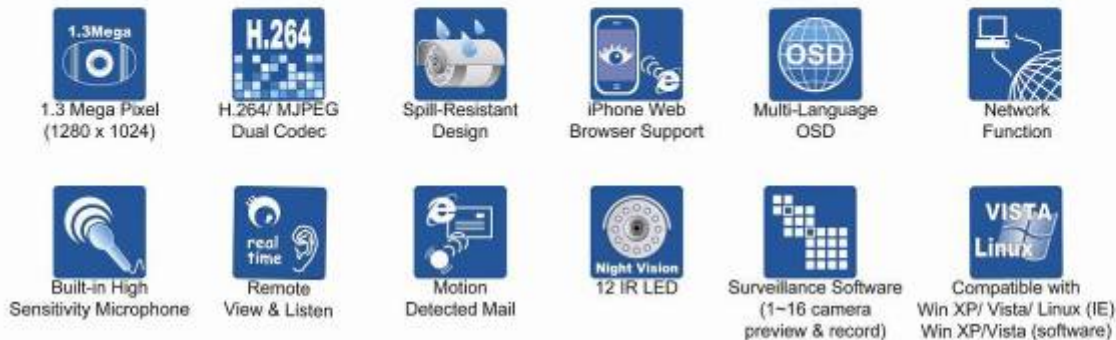 1.3Mega
1.3 Mega Pixel
(1280 x 1024)
H.264
H.264/ MJPEG
Dual Codec
Spill-Resistant
Design
iPhone Web
Browser Support
OSD
Multi-Language
OSD
Network
Function
Built-in High
Sensitivity Microphone
real
time
Remote
View & Listen
Motion
Detected Mail
Night Vision
12 IR LED
Surveillance Software
(1~16 camera
preview & record)
VISTA
Linux
Compatible with
Win XP/ Vista/ Linux (IE)
Win XP/Vista (software)